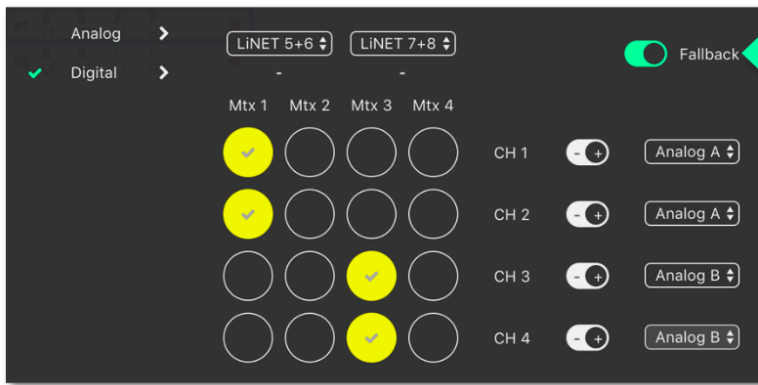 Analog
LiNET 5+6 LiNET 7+8
Fallback
Digital
- -
Mtx 1 Mtx 2 Mtx 3 Mtx 4
CH 1 - + Analog A
CH 2 - + Analog A
CH 3 - + Analog B
CH 4 - + Analog B